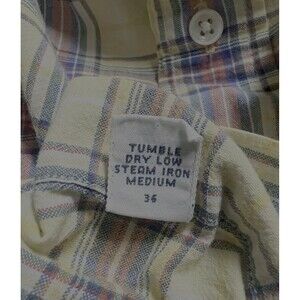 TUMBLE
DRY LOW
STEAM IRON
MEDIUM
36